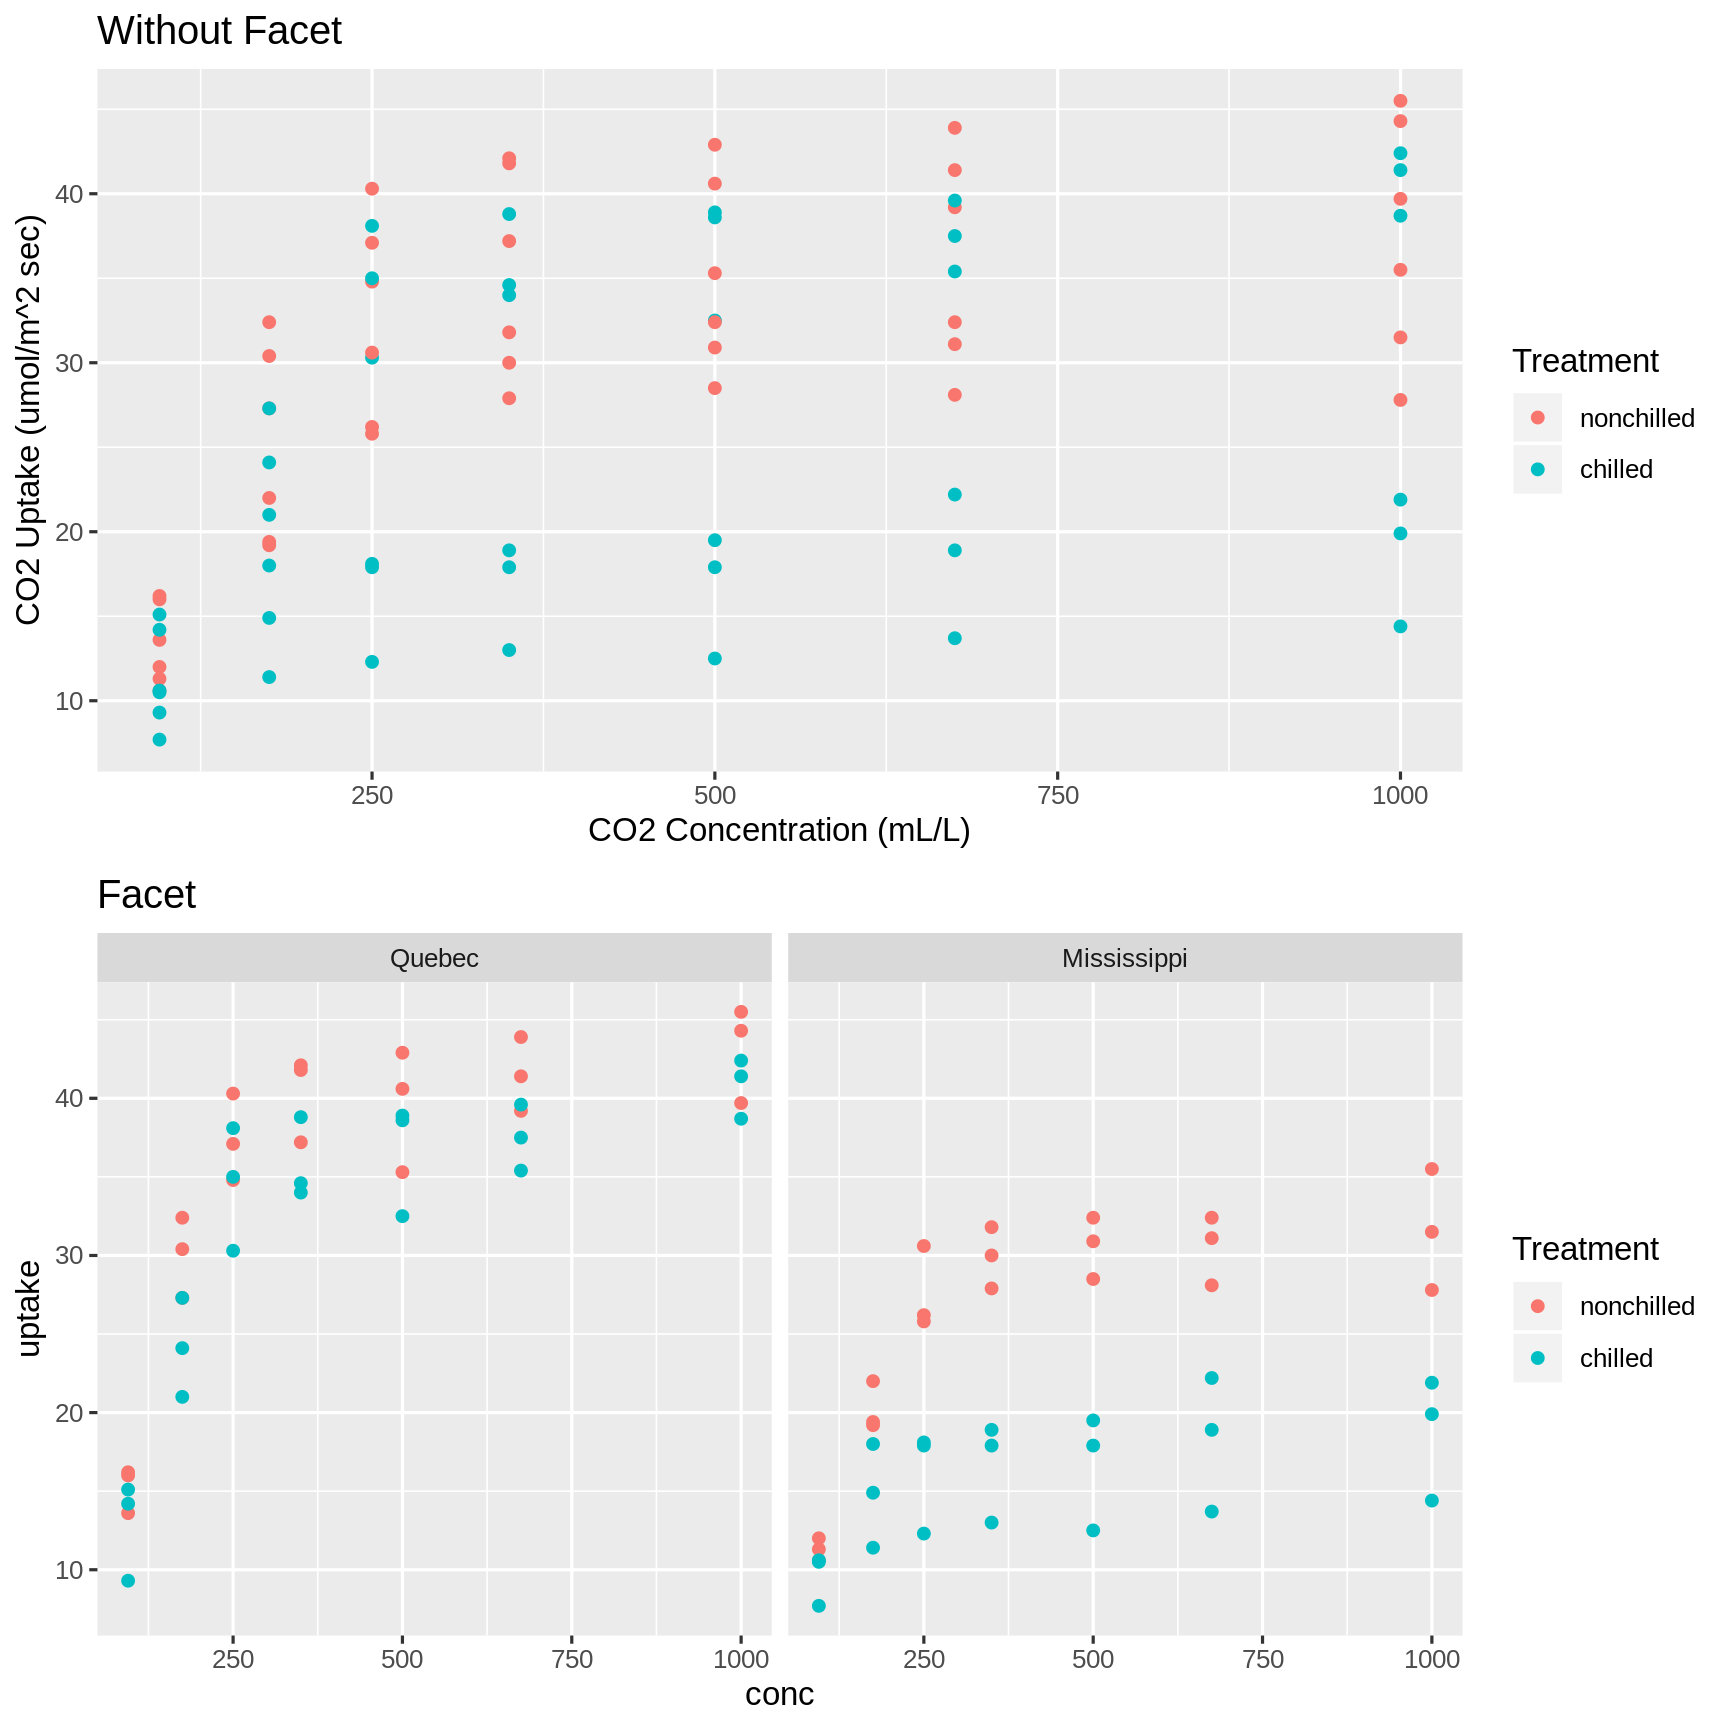 Without Facet
CO2 Uptake (umol/m^2 sec)
40
30
20
10
250 500 750 1000
CO2 Concentration (mL/L)
Treatment
nonchilled
chilled
Facet
Quebec Mississippi
uptake
40
30
20
10
250 500 750 1000 250 500 750 1000
conc
Treatment
nonchilled
chilled